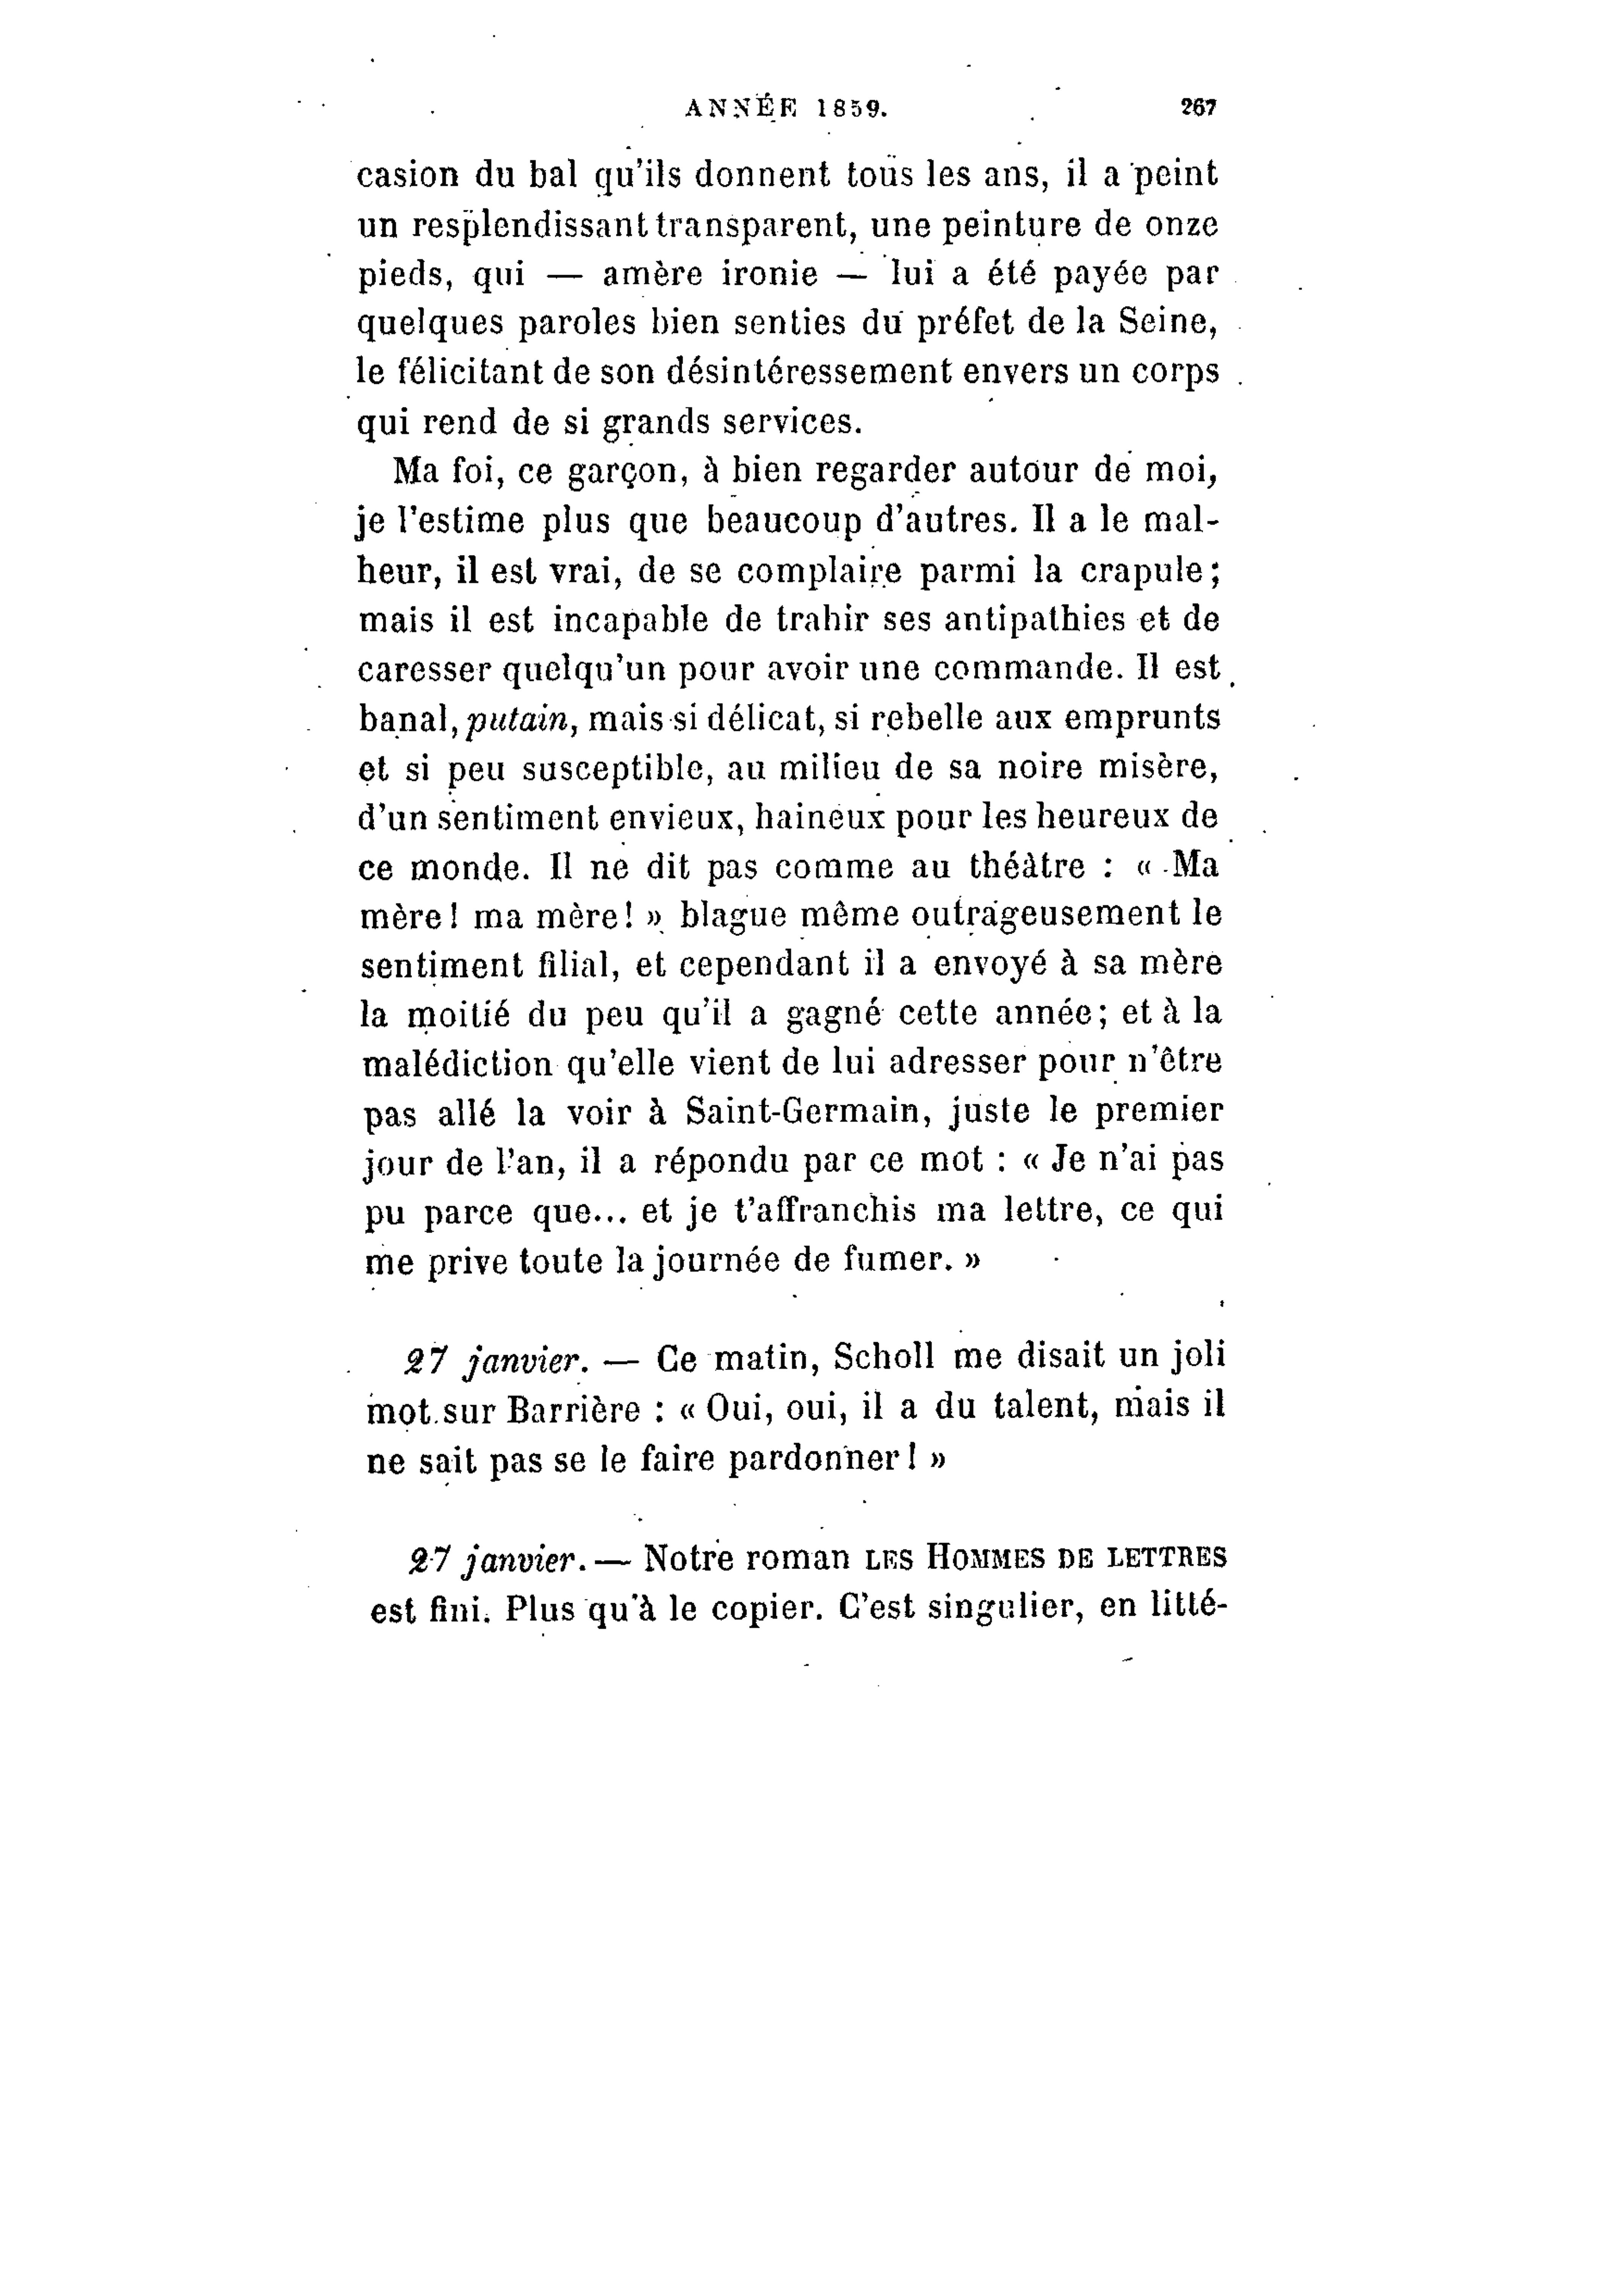 ANNÉE 1859. 267
casion du bal qu'ils donnent tous les ans, il a peint
un resplendissant transparent, une peinture de onze
pieds, qui — amère ironie — lui a été payée par
quelques paroles bien senties du préfet de la Seine,
le félicitant de son désintéressement envers un corps
qui rend de si grands services.
Ma foi, ce garçon, à bien regarder autour de moi,
je l'estime plus que beaucoup d'autres. Il a le mal-
heur, il est vrai, de se complaire parmi la crapule;
mais il est incapable de trahir ses antipathies et de
caresser quelqu'un pour avoir une commande. Il est
banal, putain, mais si délicat, si rebelle aux emprunts
et si peu susceptible, au milieu de sa noire misère,
d'un sentiment envieux, haineux pour les heureux de
ce monde. Il ne dit pas comme au théâtre : « Ma
mère! ma mère! » blague même outrageusement le
sentiment filial, et cependant il a envoyé à sa mère
la moitié du peu qu'il a gagné cette année; et à la
malédiction qu'elle vient de lui adresser pour n'être
pas allé la voir à Saint-Germain, juste le premier
jour de l'an, il a répondu par ce mot : « Je n'ai pas
pu parce que... et je t'affranchis ma lettre, ce qui
me prive toute la journée de fumer. »
27 janvier. — Ce matin, Scholl me disait un joli
mot sur Barrière : « Oui, oui, il a du talent, mais il
ne sait pas se le faire pardonner! »
27 janvier. — Notre roman LES HOMMES DE LETTRES
est fini. Plus qu'à le copier. C'est singulier, en litté-